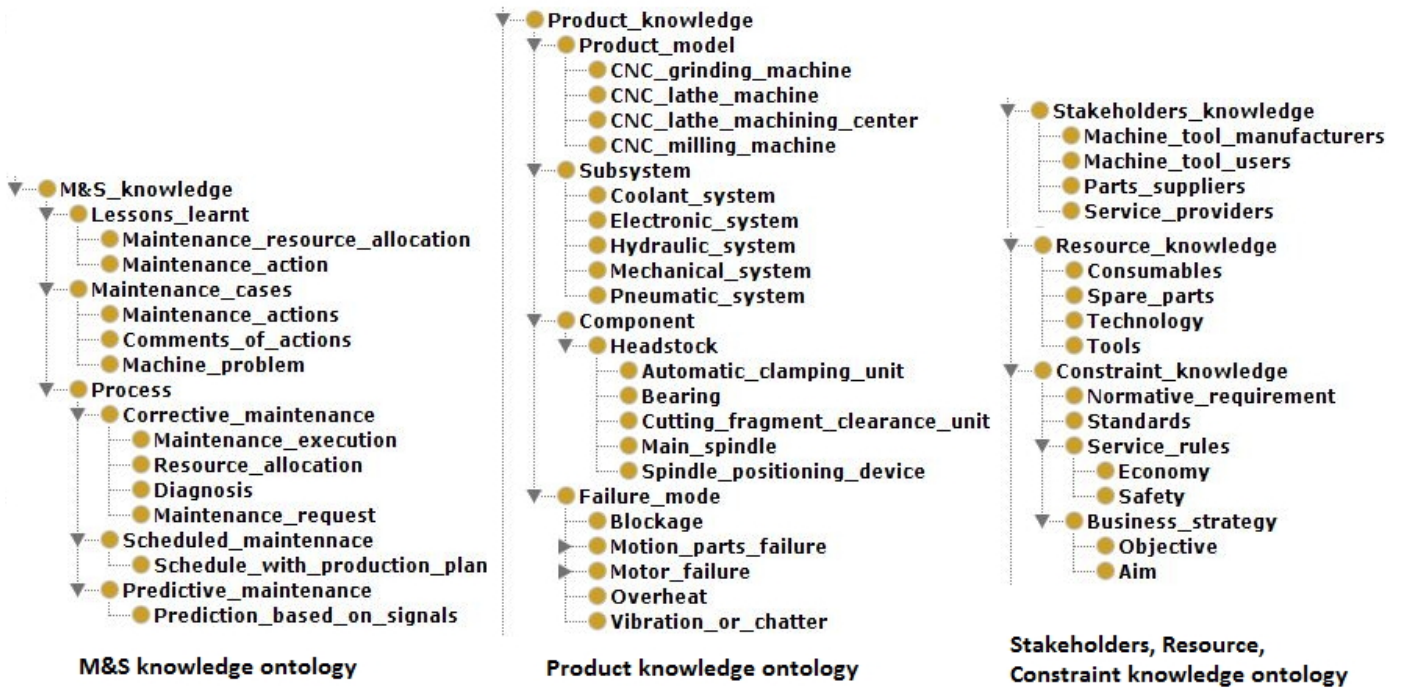 M&S_knowledge
Lessons_learnt
Maintenance_resource_allocation
Maintenance_action
Maintenance_cases
Maintenance_actions
Comments_of_actions
Machine_problem
Process
Corrective_maintenance
Maintenance_execution
Resource_allocation
Diagnosis
Maintenance_request
Scheduled_maintennace
Schedule_with_production_plan
Predictive_maintenance
Prediction_based_on_signals
M&S knowledge ontology
Product_knowledge
Product_model
CNC_grinding_machine
CNC_lathe_machine
CNC_lathe_machining_center
CNC_milling_machine
Subsystem
Coolant_system
Electronic_system
Hydraulic_system
Mechanical_system
Pneumatic_system
Component
Headstock
Automatic_clamping_unit
Bearing
Cutting_fragment_clearance_unit
Main_spindle
Spindle_positioning_device
Failure_mode
Blockage
Motion_parts_failure
Motor_failure
Overheat
Vibration_or_chatter
Product knowledge ontology
Stakeholders_knowledge
Machine_tool_manufacturers
Machine_tool_users
Parts_suppliers
Service_providers
Resource_knowledge
Consumables
Spare_parts
Technology
Tools
Constraint_knowledge
Normative_requirement
Standards
Service_rules
Economy
Safety
Business_strategy
Objective
Aim
Stakeholders, Resource,
Constraint knowledge ontology